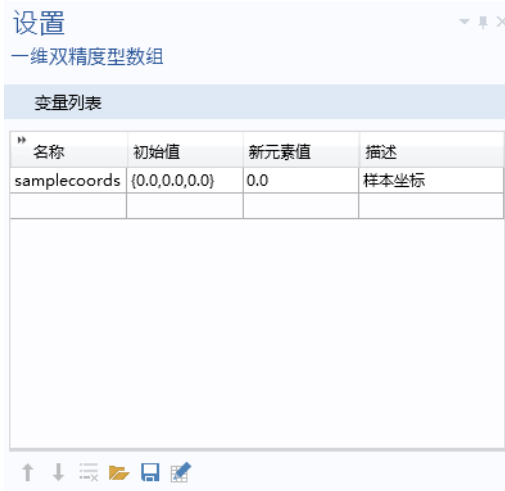 设置
一维双精度型数组
变量列表
名称 初始值 新元素值 描述
samplecoords {0.0,0.0,0.0} 0.0 样本坐标